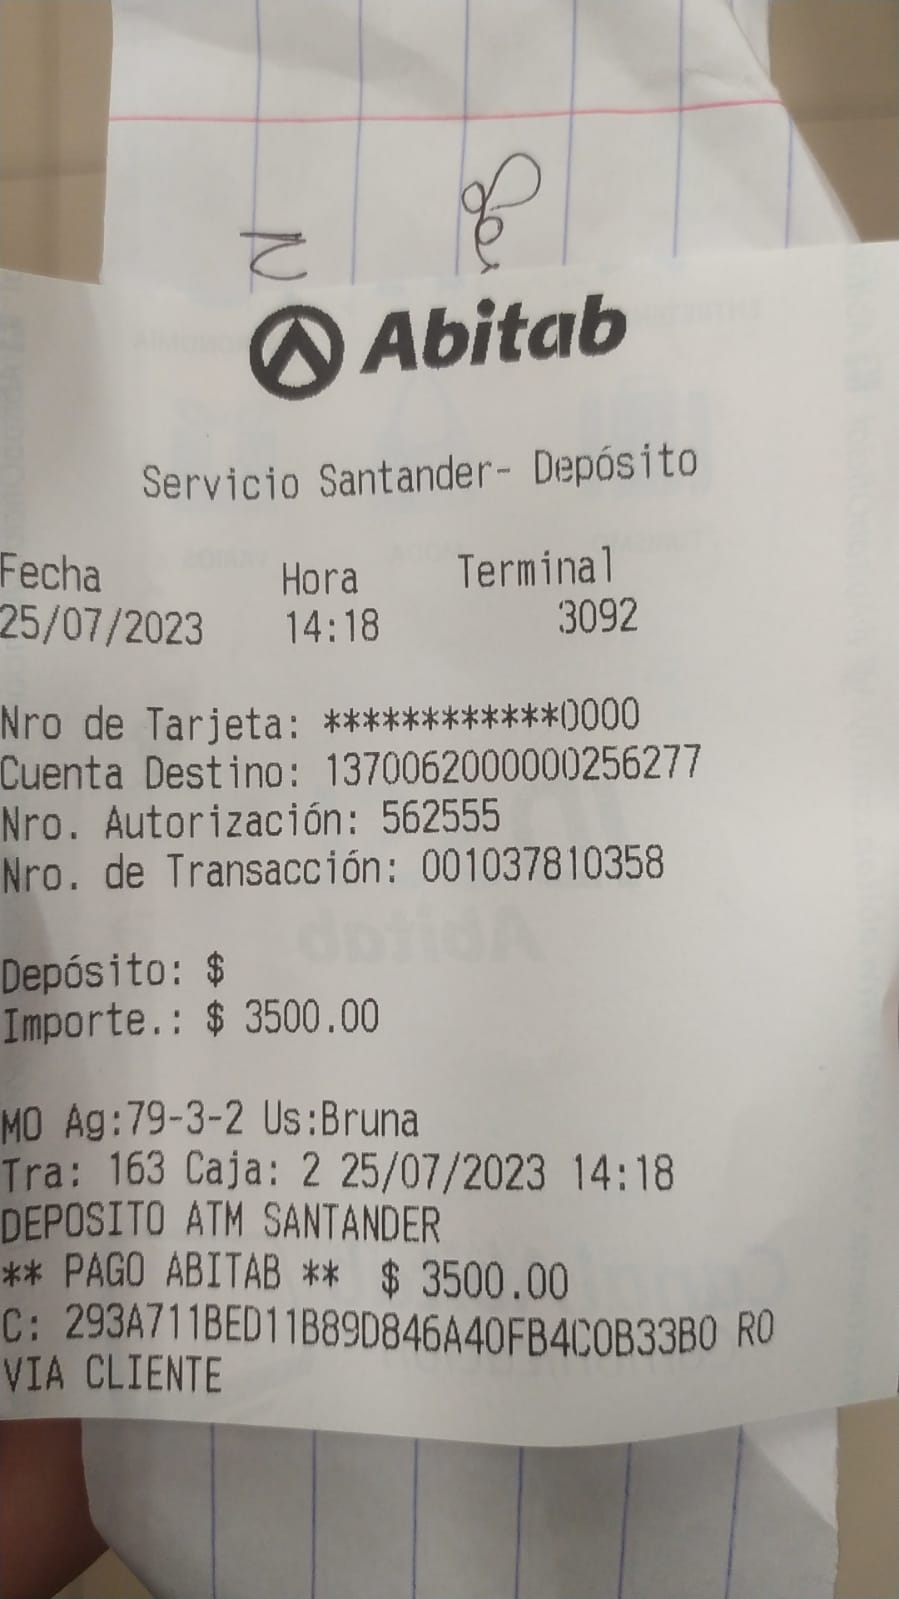 Abitab
Servicio Santander- Depósito
Fecha Hora Terminal
25/07/2023 14:18 3092
Nro de Tarjeta: ************0000
Cuenta Destino: 1370062000000256277
Nro. Autorización: 562555
Nro. de Transacción: 001037810358
Depósito: $
Importe.: $ 3500.00
MO Ag:79-3-2 Us:Bruna
Tra: 163 Caja: 2 25/07/2023 14:18
DEPOSITO ATM SANTANDER
** PAGO ABITAB ** $ 3500.00
C: 293A711BED11B89D846A40FB4C0B33B0 RO
VIA CLIENTE